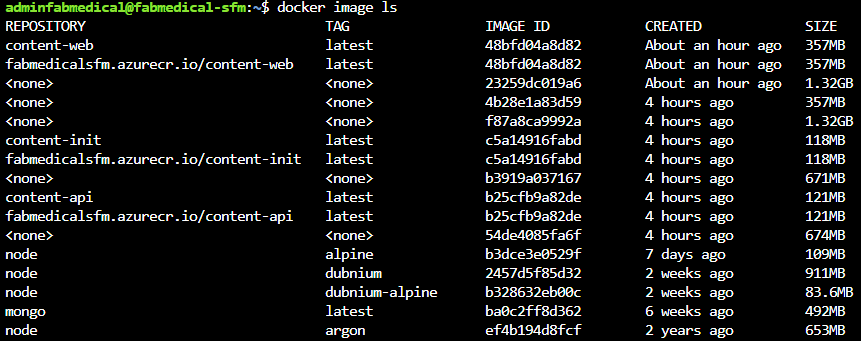 adminfabmedical@fabmedical-sfm:~$ docker image ls
REPOSITORY TAG IMAGE ID CREATED SIZE
content-web latest 48bfd04a8d82 About an hour ago 357MB
fabmedicalsfm.azurecr.io/content-web latest 48bfd04a8d82 About an hour ago 357MB
<none> <none> 23259dc019a6 About an hour ago 1.32GB
<none> <none> 4b28e1a83d59 4 hours ago 357MB
<none> <none> f87a8ca9992a 4 hours ago 1.32GB
content-init latest c5a14916fabd 4 hours ago 118MB
fabmedicalsfm.azurecr.io/content-init latest c5a14916fabd 4 hours ago 118MB
<none> <none> b3919a037167 4 hours ago 671MB
content-api latest b25cfb9a82de 4 hours ago 121MB
fabmedicalsfm.azurecr.io/content-api latest b25cfb9a82de 4 hours ago 121MB
<none> <none> 54de4085fa6f 4 hours ago 674MB
node alpine b3dce3e0529f 7 days ago 109MB
node dubnium 2457d5f85d32 2 weeks ago 911MB
node dubnium-alpine b328632eb00c 2 weeks ago 83.6MB
mongo latest ba0c2ff8d362 6 weeks ago 492MB
node argon ef4b194d8fcf 2 years ago 653MB